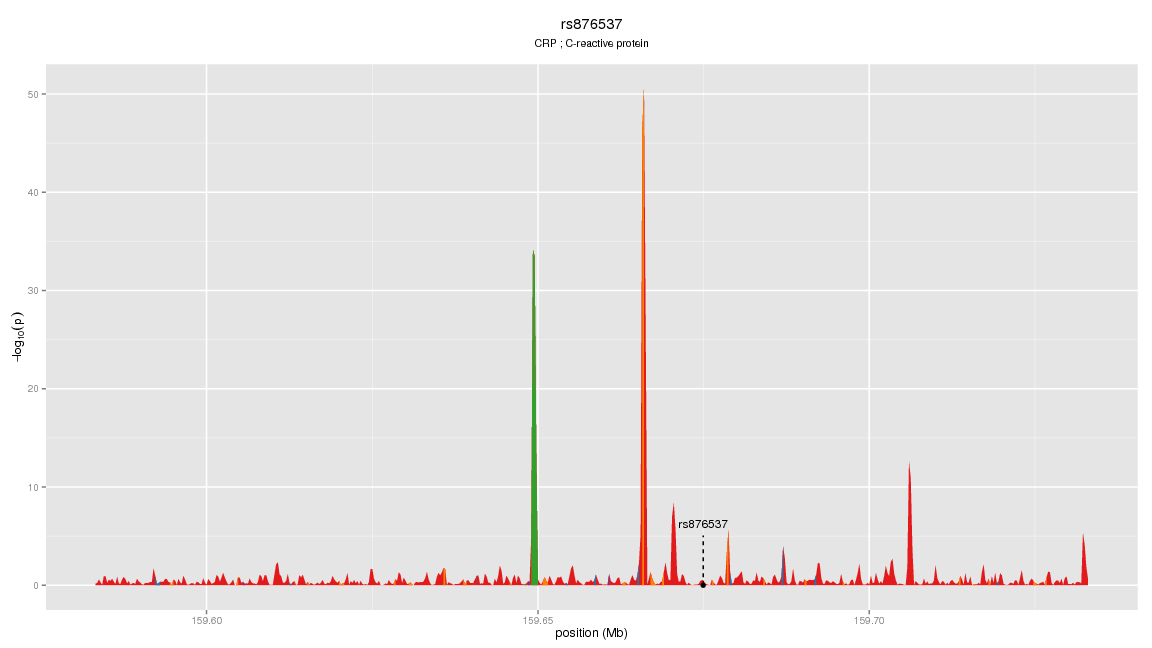 rs876537
CRP ; C-reactive protein
50
40
30
20
10
0
−log10(p)
rs876537
159.60
159.65
159.70
position (Mb)